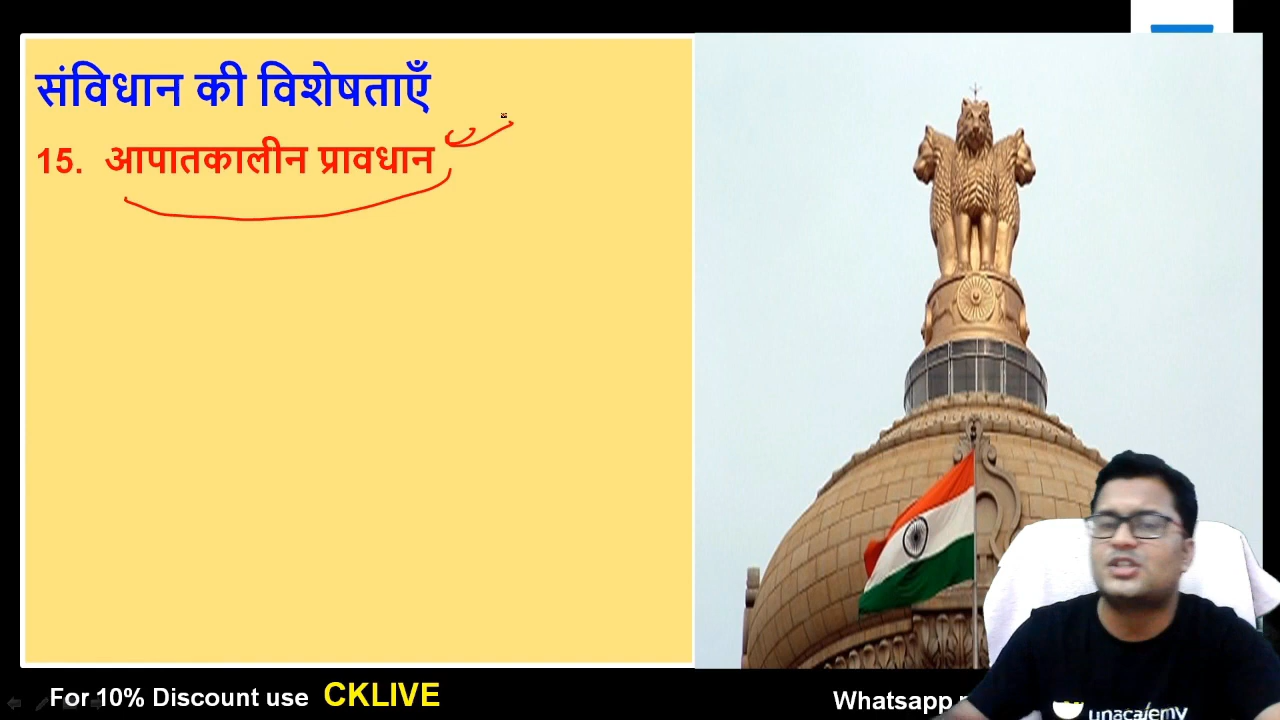 संविधान की विशेषताएँ
15. आपातकालीन प्रावधान
For 10% Discount use CKLIVE
Whatsapp
unacademy